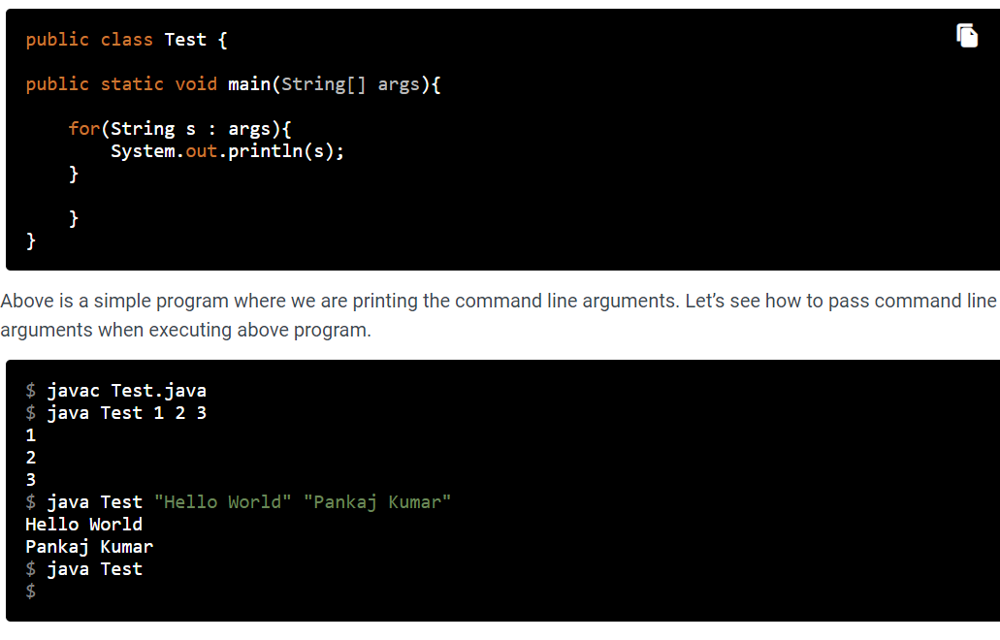 public class Test {
public static void main(String[] args){
for(String s : args){
System.out.println(s);
}
}
}
Above is a simple program where we are printing the command line arguments. Let’s see how to pass command line
arguments when executing above program.
$ javac Test.java
$ java Test 1 2 3
1
2
3
$ java Test "Hello World" "Pankaj Kumar"
Hello World
Pankaj Kumar
$ java Test
$